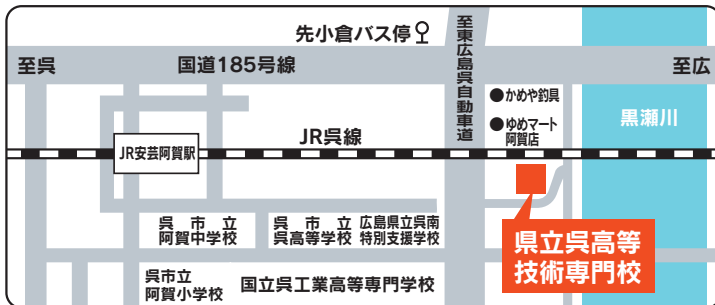 先小倉バス停
至呉
国道185号線
至東広島呉自動車道
至広
●かめや釣具
●ゆめマート
阿賀店
黒瀬川
JR安芸阿賀駅
JR呉線
呉市立
阿賀中学校
呉市立
呉高等学校
広島県立呉南
特別支援学校
県立呉高等
技術専門校
呉市立
阿賀小学校
国立呉工業高等専門学校